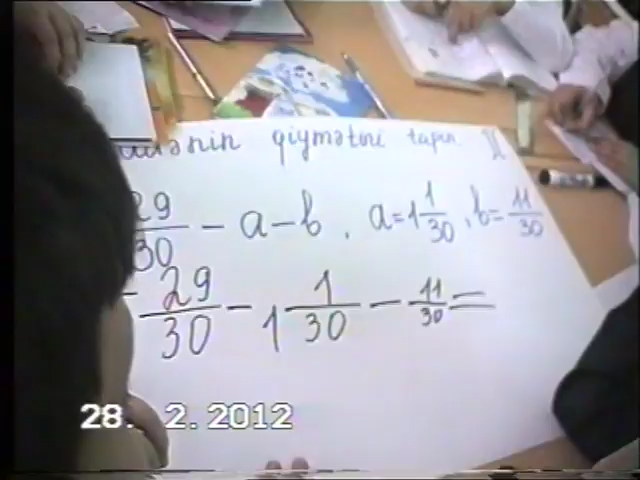 qiymətini tapın II
29/30 - a - b, a = 1 1/30, b = 11/30
- 29/30 - 1 1/30 - 11/30 =
28. 2.2012